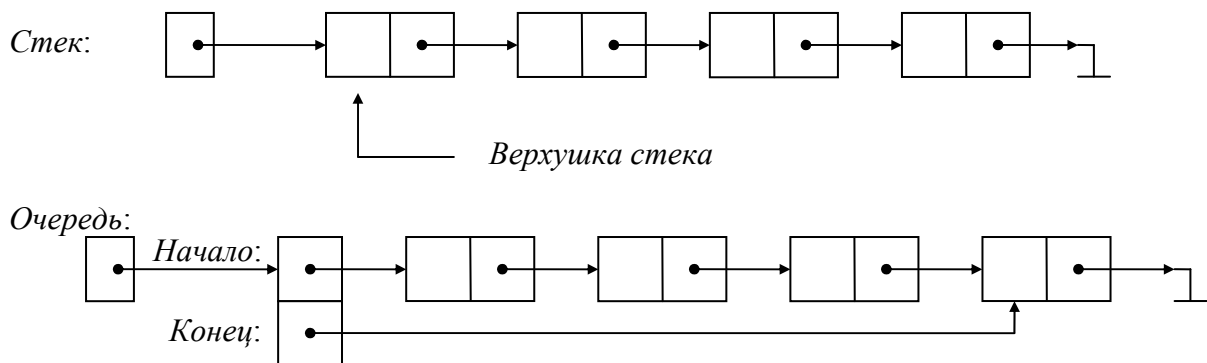 Стек:
Верхушка стека
Очередь:
Начало:
Конец: